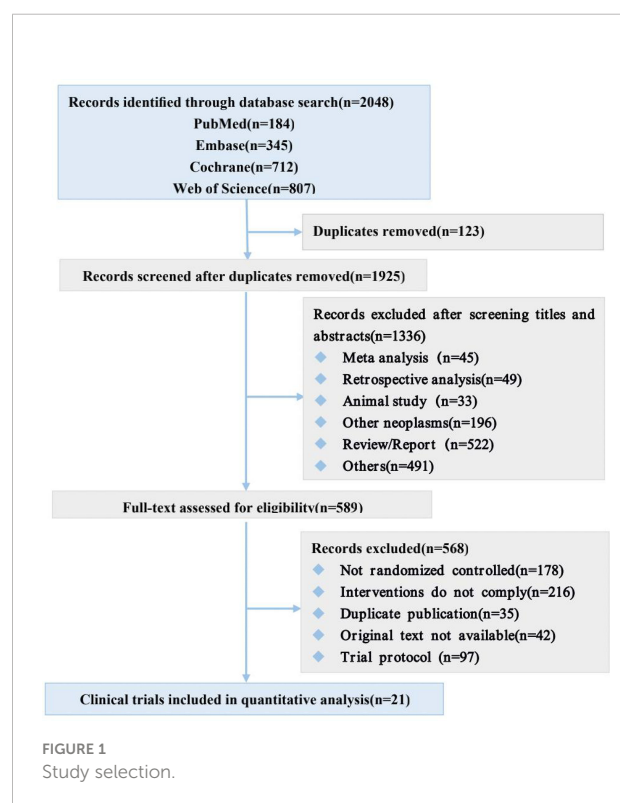 Records identified through database search(n=2048)
PubMed(n=184)
Embase(n=345)
Cochrane(n=712)
Web of Science(n=807)
Duplicates removed(n=123)
Records screened after duplicates removed(n=1925)
Records excluded after screening titles and
abstracts(n=1336)
Meta analysis (n=45)
Retrospective analysis(n=49)
Animal study (n=33)
Other neoplasms(n=196)
Review/Report (n=522)
Others(n=491)
Full-text assessed for eligibility(n=589)
Records excluded(n=568)
Not randomized controlled(n=178)
Interventions do not comply(n=216)
Duplicate publication(n=35)
Original text not available(n=42)
Trial protocol (n=97)
Clinical trials included in quantitative analysis(n=21)
FIGURE 1
Study selection.